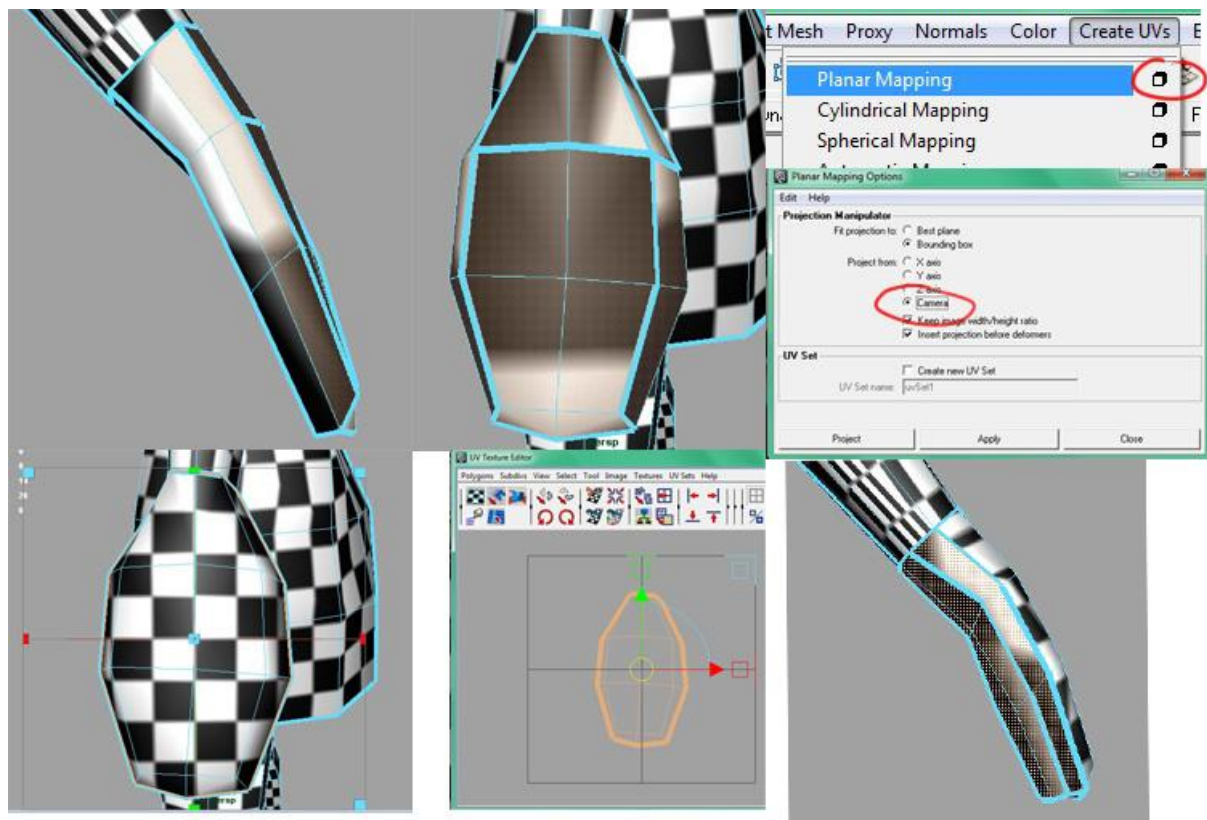 t Mesh Proxy Normals Color Create UVs E
Planar Mapping
Cylindrical Mapping
Spherical Mapping
F
Planar Mapping Options
Edit Help
Projection Manipulator
Fit projection to: Best plane
Bounding box
Project from: X axis
Y axis
Z axis
Camera
Keep image width/height ratio
Insert projection before deformers
UV Set
Create new UV Set
UV Set name: uvSet1
Project Apply Close
persp
UV Texture Editor
Polygons Subdivs View Select Tool Image Textures UV Sets Help
persp